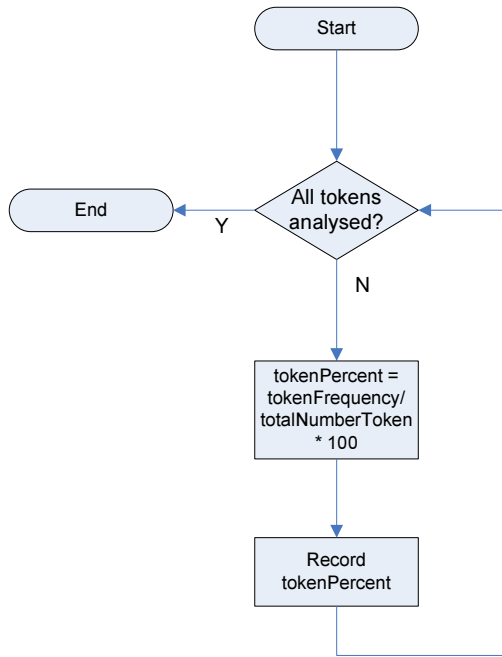 Start
All tokens
analysed?
End
Y
N
tokenPercent =
tokenFrequency/
totalNumberToken
* 100
Record
tokenPercent